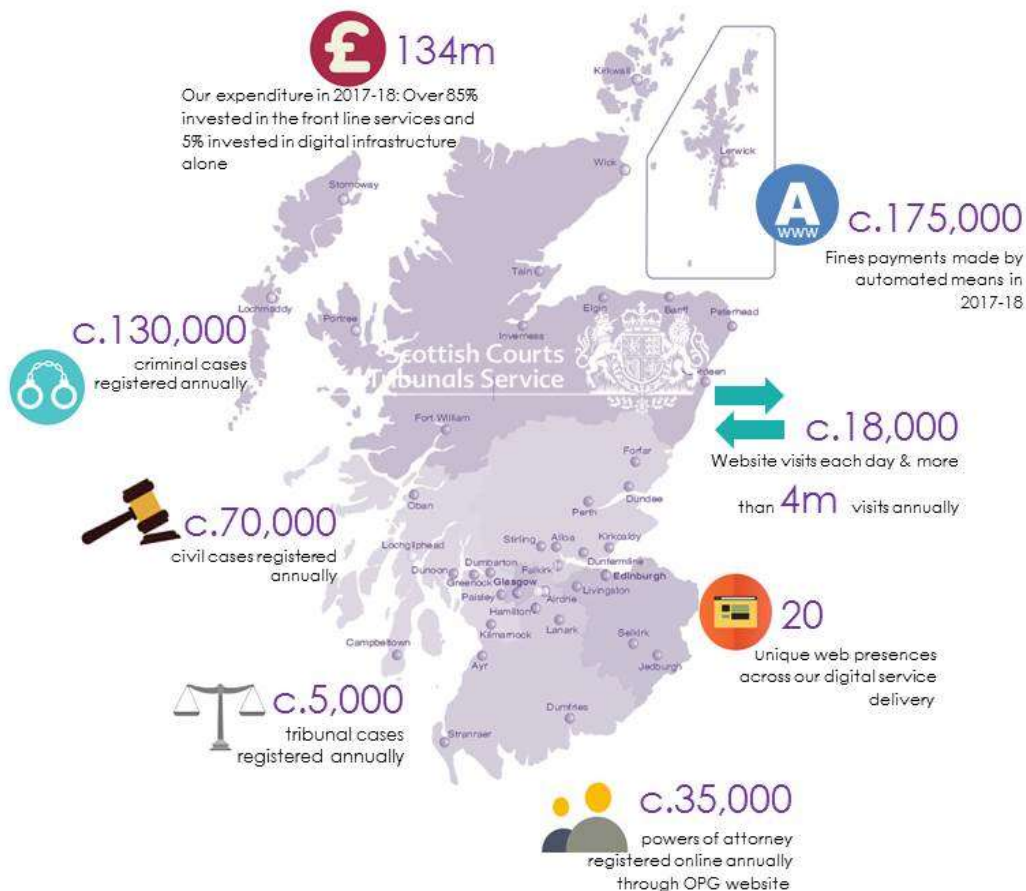 £ 134m
Our expenditure in 2017-18: Over 85%
invested in the front line services and
5% invested in digital infrastructure
alone
Kirkwall
Lerwick
Wick
Stornoway
A
www
c.175,000
Fines payments made by
automated means in
2017-18
Tain
Lochmaddy
Portree
Elgin
Banff
Peterhead
Inverness
c.130,000
criminal cases
registered annually
Scottish Courts
Tribunals Service
Fort William
c.18,000
Website visits each day & more
than 4m visits annually
Forfar
Dundee
Oban
Perth
c.70,000
civil cases registered
annually
Lochgilphead
Stirling
Alloa
Kirkcaldy
Dunfermline
Dumbarton
Falkirk
Dunoon
Greenock
Glasgow
Edinburgh
Paisley
Airdrie
Livingston
Hamilton
Kilmarnock
Lanark
20
Unique web presences
across our digital service
delivery
Campbeltown
Selkirk
Jedburgh
Ayr
c.5,000
tribunal cases
registered annually
Dumfries
Stranraer
c.35,000
powers of attorney
registered online annually
through OPG website